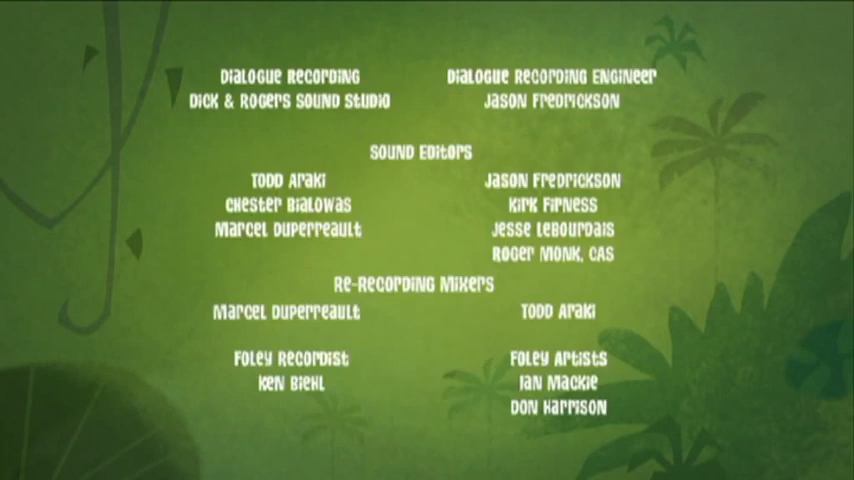 Dialogue Recording
Dick & Rogers Sound Studio
Dialogue Recording Engineer
Jason Fredrickson
Sound Editors
Todd Araki
Chester Bialowas
Marcel Duperreault
Jason Fredrickson
Kirk Firness
Jesse LeBourdais
Roger Monk, CAS
Re-Recording Mixers
Marcel Duperreault
Todd Araki
Foley Recordist
Ken Biehl
Foley Artists
Ian Mackie
Don Harrison